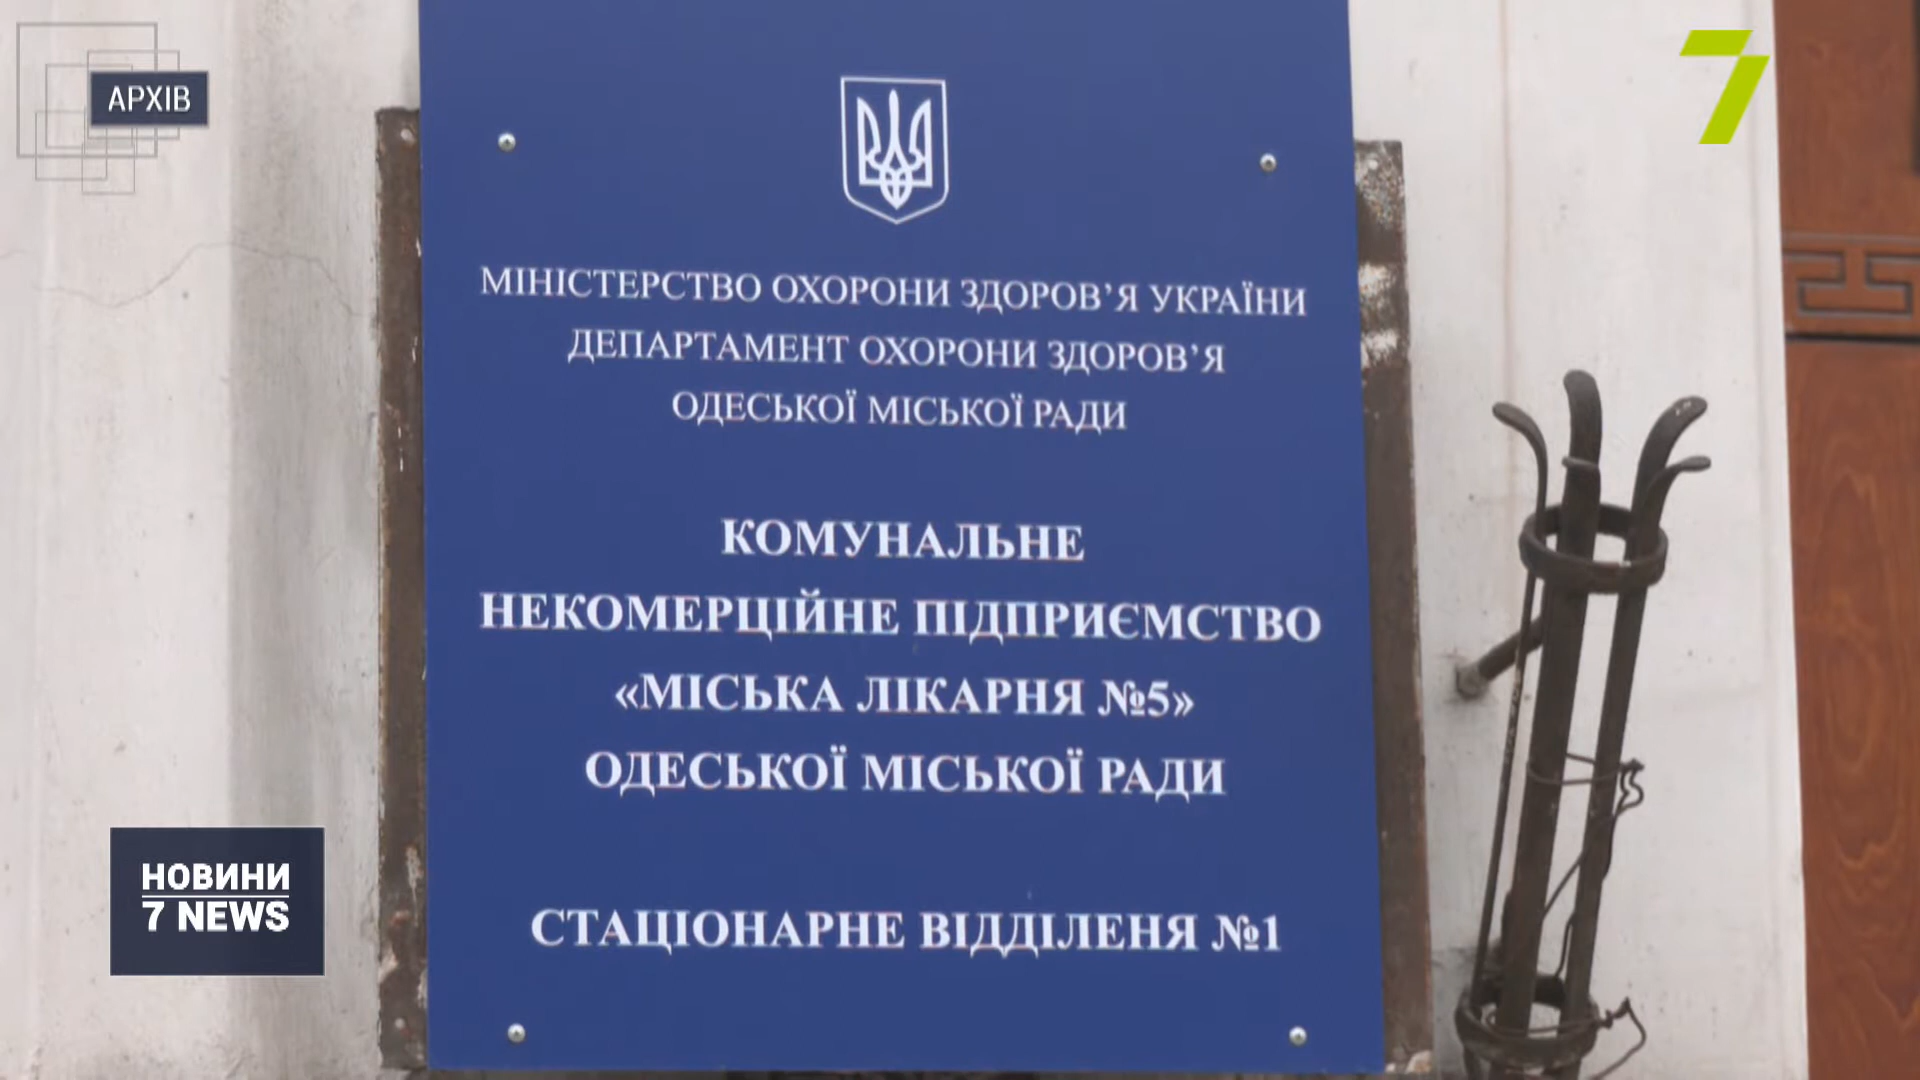 АРХІВ
7
МІНІСТЕРСТВО ОХОРОНИ ЗДОРОВ’Я УКРАЇНИ
ДЕПАРТАМЕНТ ОХОРОНИ ЗДОРОВ’Я
ОДЕСЬКОЇ МІСЬКОЇ РАДИ
КОМУНАЛЬНЕ
НЕКОМЕРЦІЙНЕ ПІДПРИЄМСТВО
«МІСЬКА ЛІКАРНЯ №5»
ОДЕСЬКОЇ МІСЬКОЇ РАДИ
СТАЦІОНАРНЕ ВІДДІЛЕНЯ №1
НОВИНИ
7 NEWS